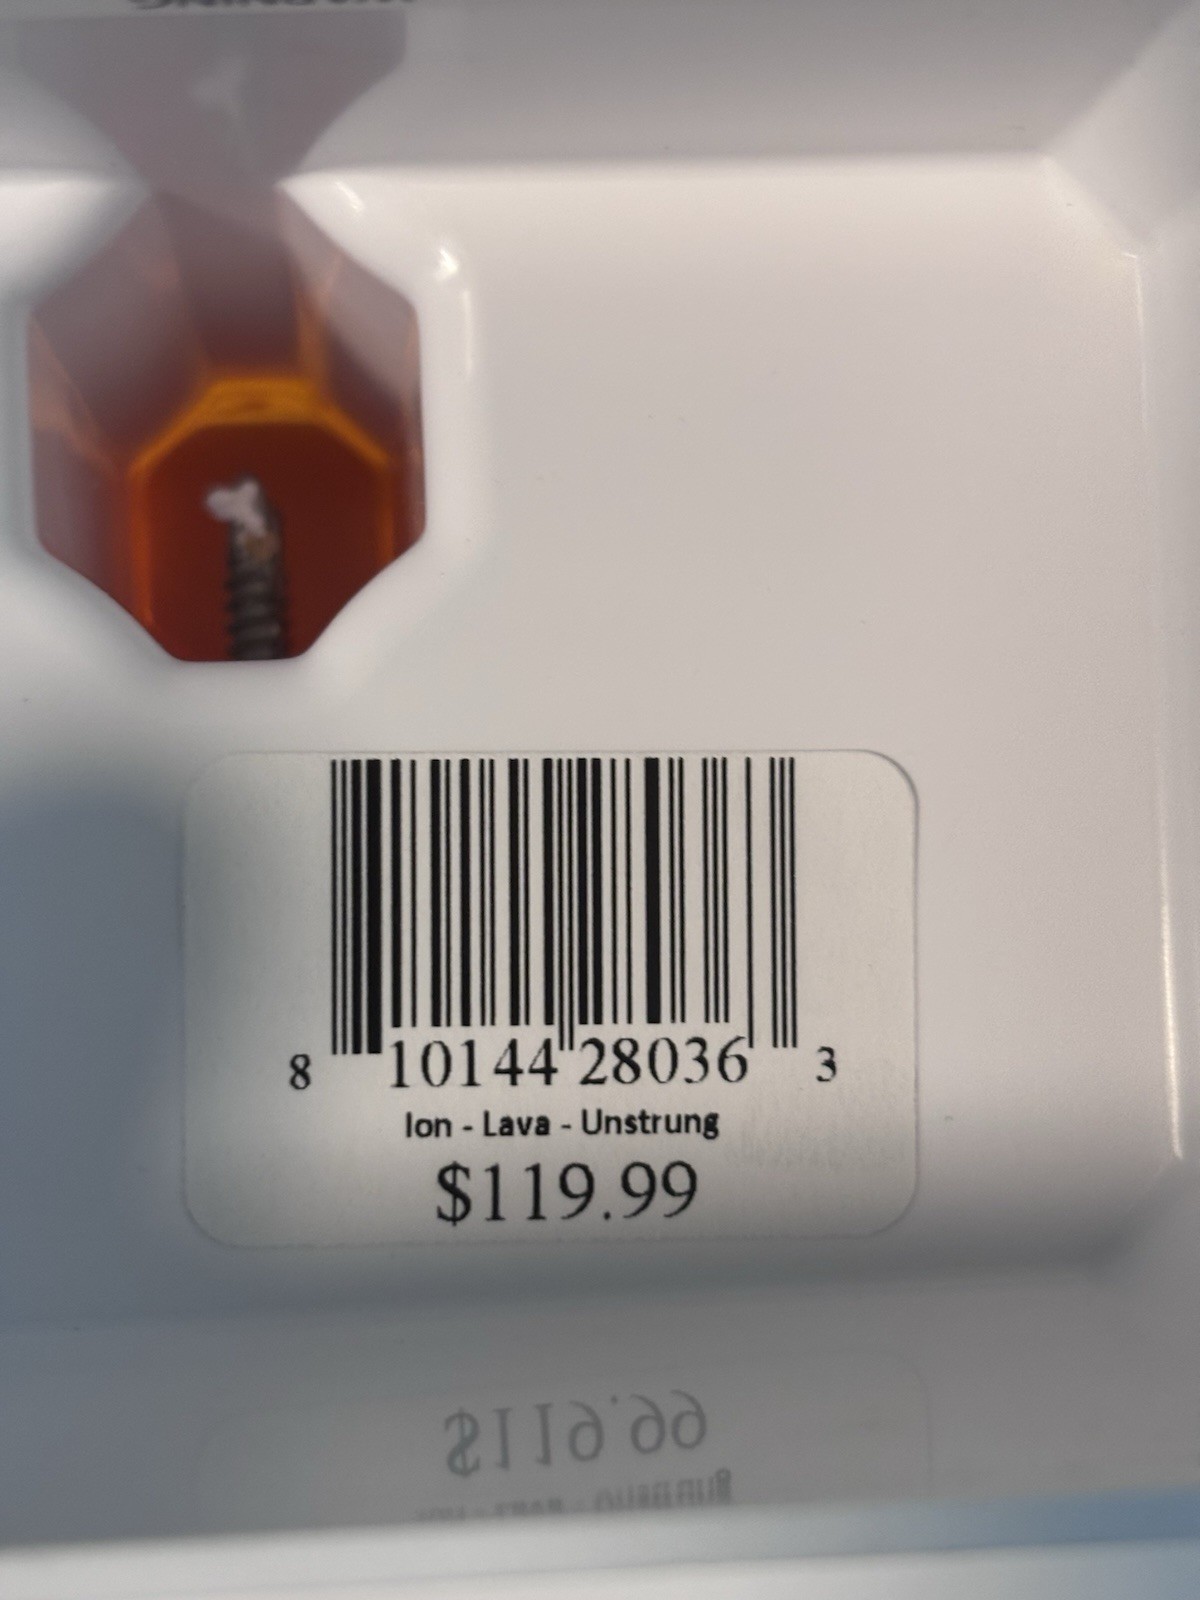 8 10144 28036 3
Ion - Lava - Unstrung
$119.99